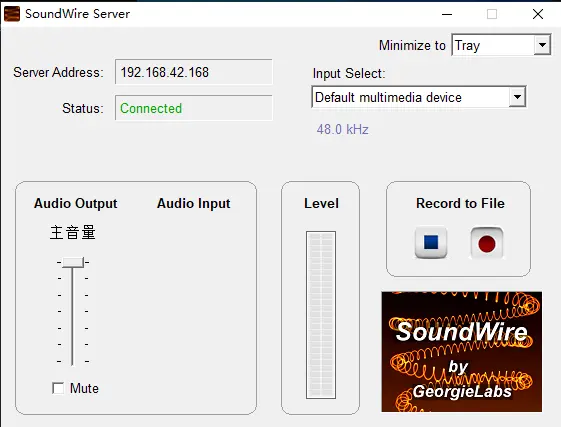 SoundWire Server
Minimize to Tray
Server Address: 192.168.42.168
Input Select:
Default multimedia device
Status: Connected
48.0 kHz
Audio Output Audio Input
主音量
Mute
Level
Record to File
SoundWire
by
GeorgieLabs